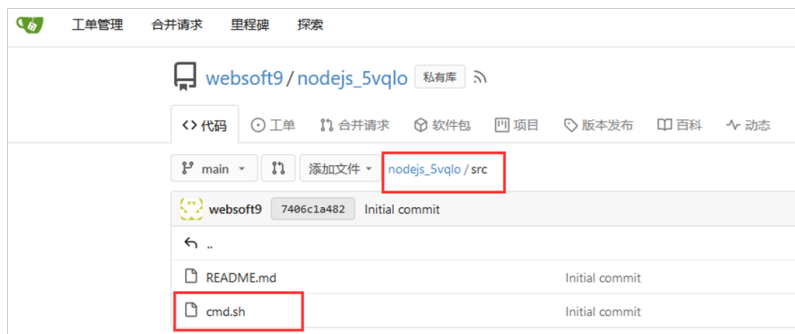 工单管理 合并请求 里程碑 探索
websoft9 / nodejs_5vqlo 私有库
<> 代码 工单 合并请求 软件包 项目 版本发布 百科 动态
main 添加文件 nodejs_5vqlo / src
websoft9 7406c1a482 Initial commit
..
README.md Initial commit
cmd.sh Initial commit